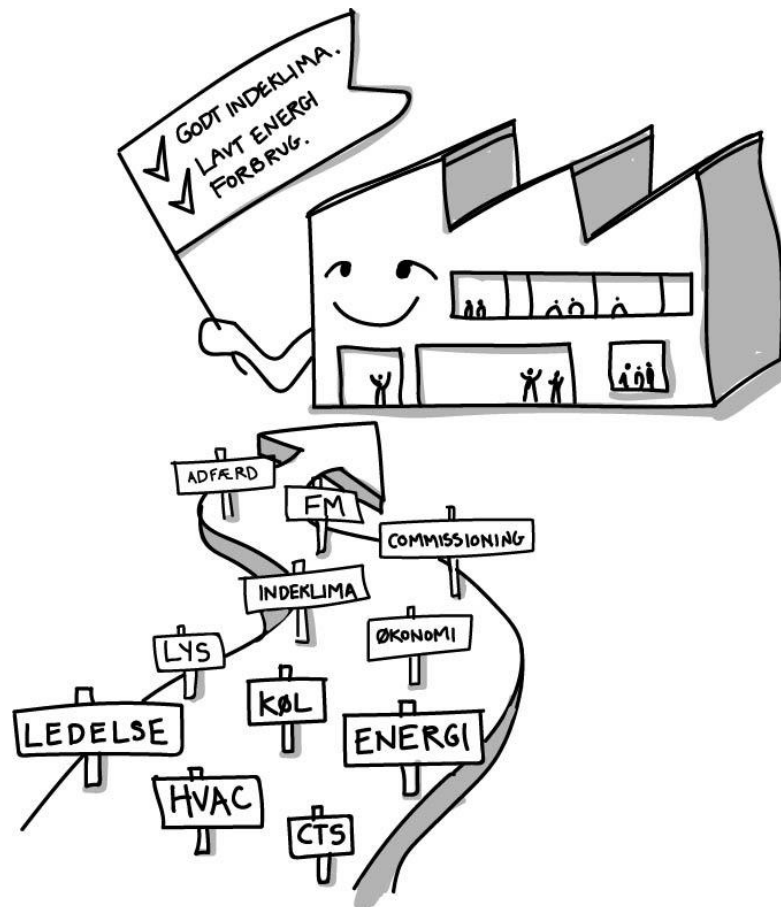 GODT INDEKLIMA.
LAVT ENERGI
FORBRUG.
ADFÆRD
FM
COMMISSIONING
INDEKLIMA
ØKONOMI
LYS
KØL
LEDELSE
ENERGI
HVAC
CTS